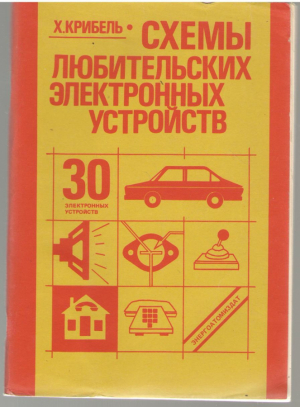 Х.КРИБЕЛЬ • СХЕМЫ
ЛЮБИТЕЛЬСКИХ
ЭЛЕКТРОННЫХ
УСТРОЙСТВ
30
ЭЛЕКТРОННЫХ
УСТРОЙСТВ
ЭНЕРГОАТОМИЗДАТ